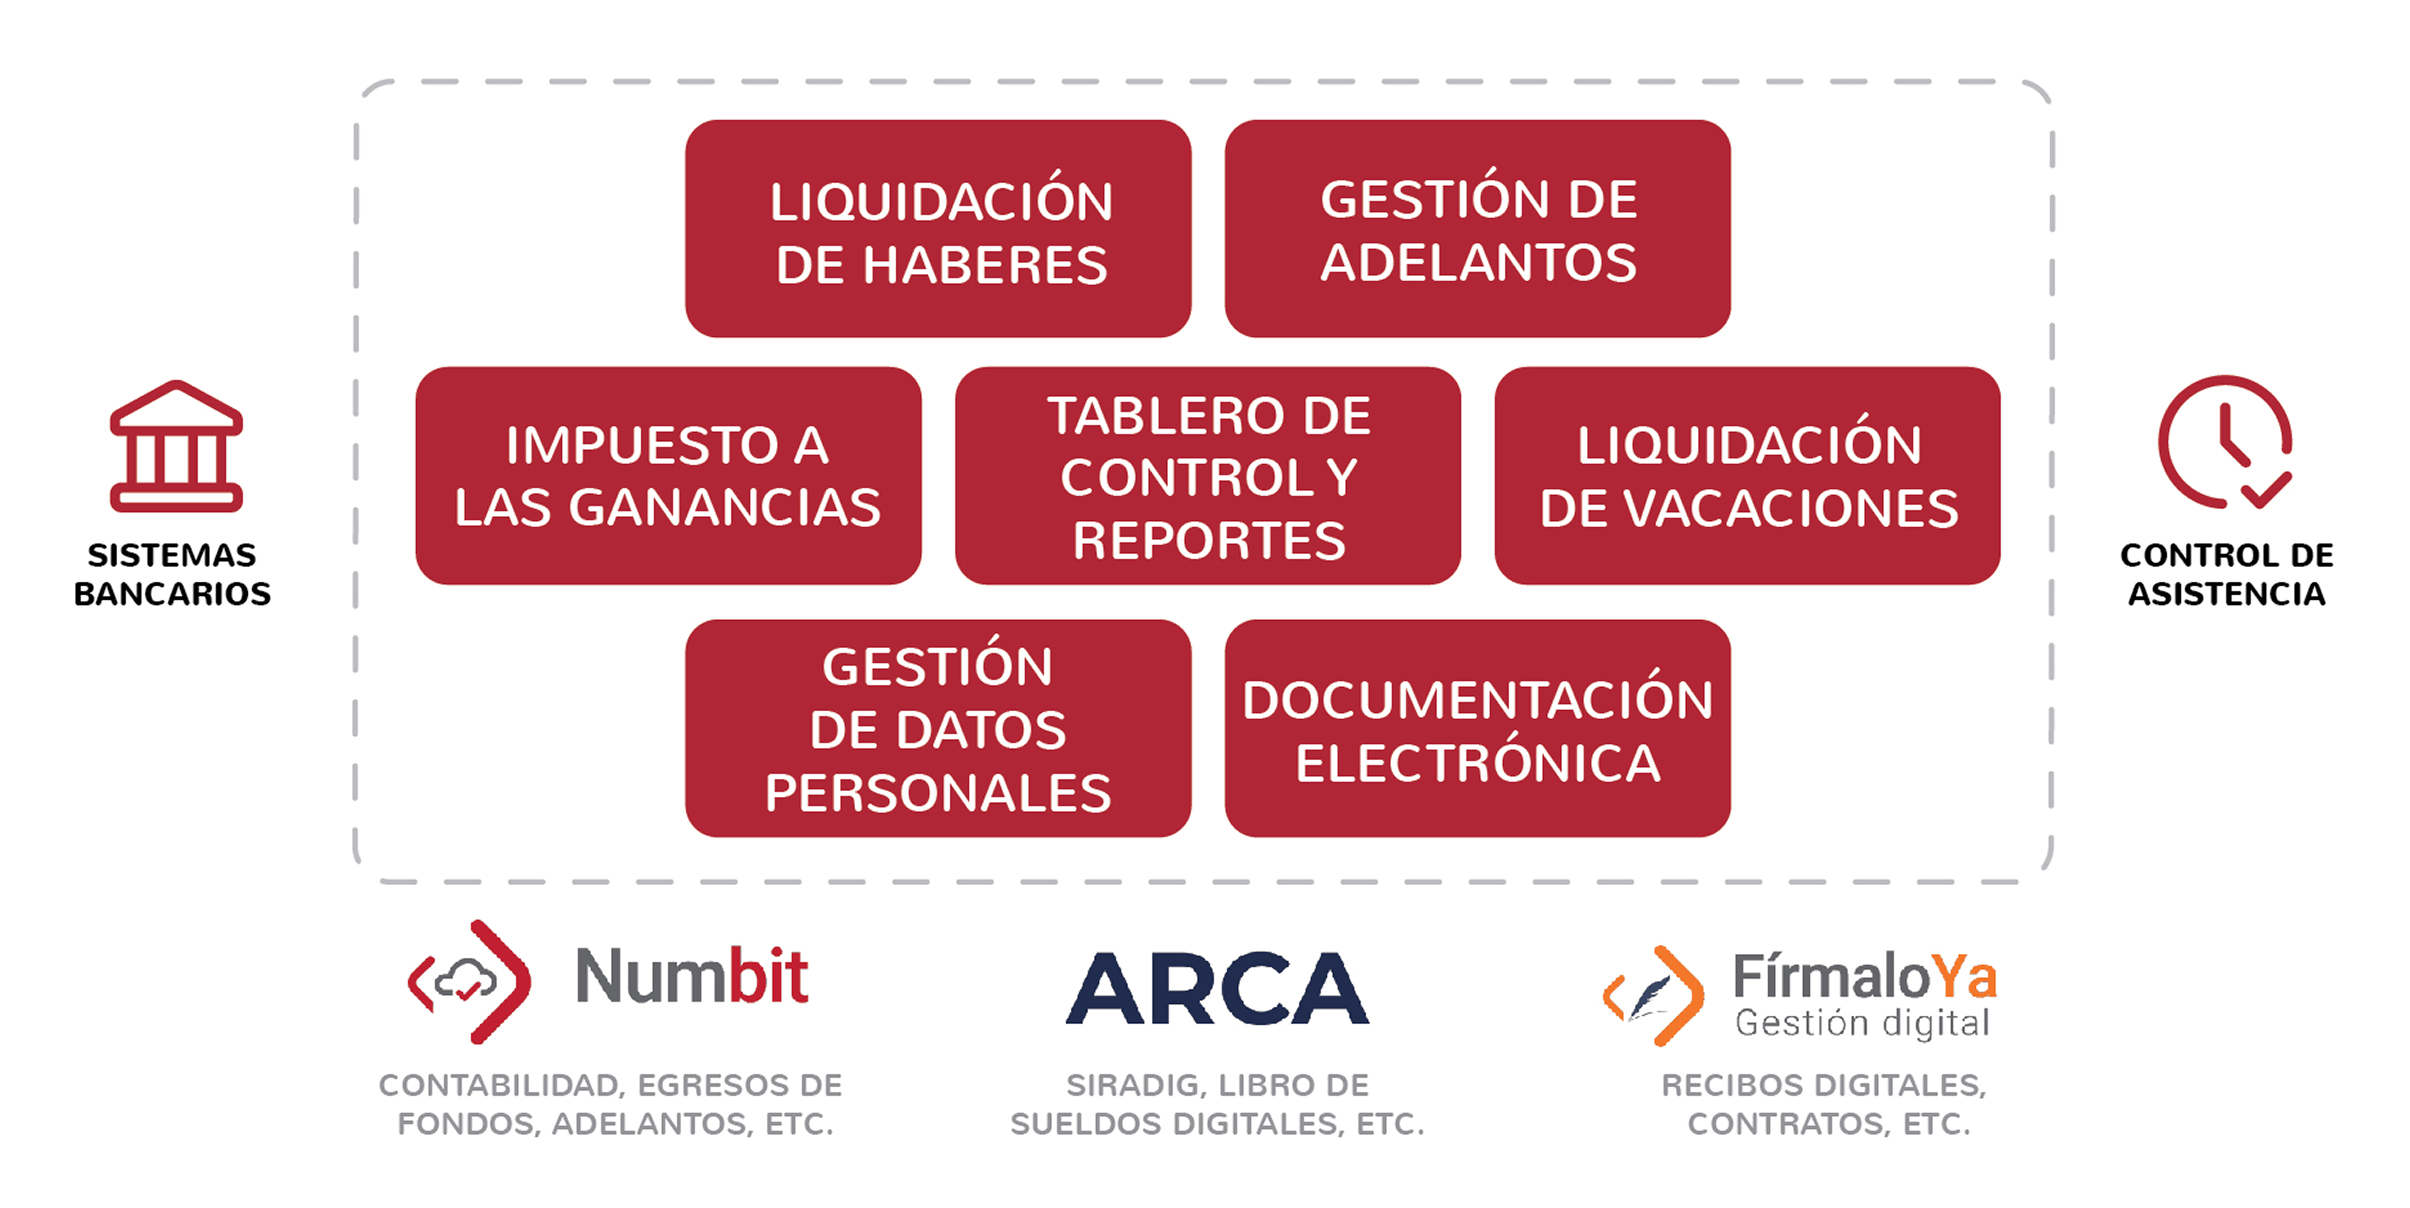 LIQUIDACIÓN
DE HABERES
GESTIÓN DE
ADELANTOS
IMPUESTO A
LAS GANANCIAS
TABLERO DE
CONTROL Y
REPORTES
LIQUIDACIÓN
DE VACACIONES
GESTIÓN
DE DATOS
PERSONALES
DOCUMENTACIÓN
ELECTRÓNICA
SISTEMAS
BANCARIOS
CONTROL DE
ASISTENCIA
Numbit
CONTABILIDAD, EGRESOS DE
FONDOS, ADELANTOS, ETC.
ARCA
SIRADIG, LIBRO DE
SUELDOS DIGITALES, ETC.
FírmaloYa
Gestión digital
RECIBOS DIGITALES,
CONTRATOS, ETC.